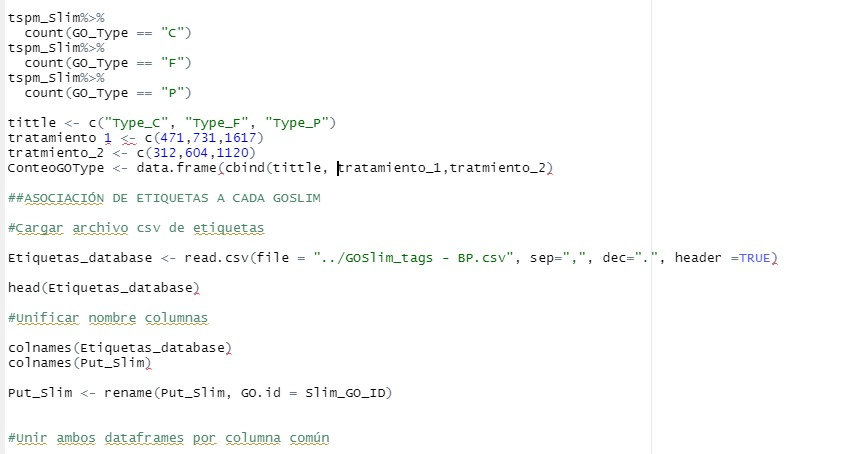 tspm_Slim%>%
  count(GO_Type == "C")
tspm_Slim%>%
  count(GO_Type == "F")
tspm_Slim%>%
  count(GO_Type == "P")
tittle <- c("Type_C", "Type_F", "Type_P")
tratamiento 1 <- c(471,731,1617)
tratmiento_2 <- c(312,604,1120)
ConteoGOType <- data.frame(cbind(tittle, tratamiento_1,tratmiento_2)
##ASOCIACIÓN DE ETIQUETAS A CADA GOSLIM
#Cargar archivo csv de etiquetas
Etiquetas_database <- read.csv(file = "../GOSlim_tags - BP.csv", sep=",", dec=".", header =TRUE)
head(Etiquetas_database)
#Unificar nombre columnas
colnames(Etiquetas_database)
colnames(Put_Slim)
Put_Slim <- rename(Put_Slim, GO.id = Slim_GO_ID)
#Unir ambos dataframes por columna común